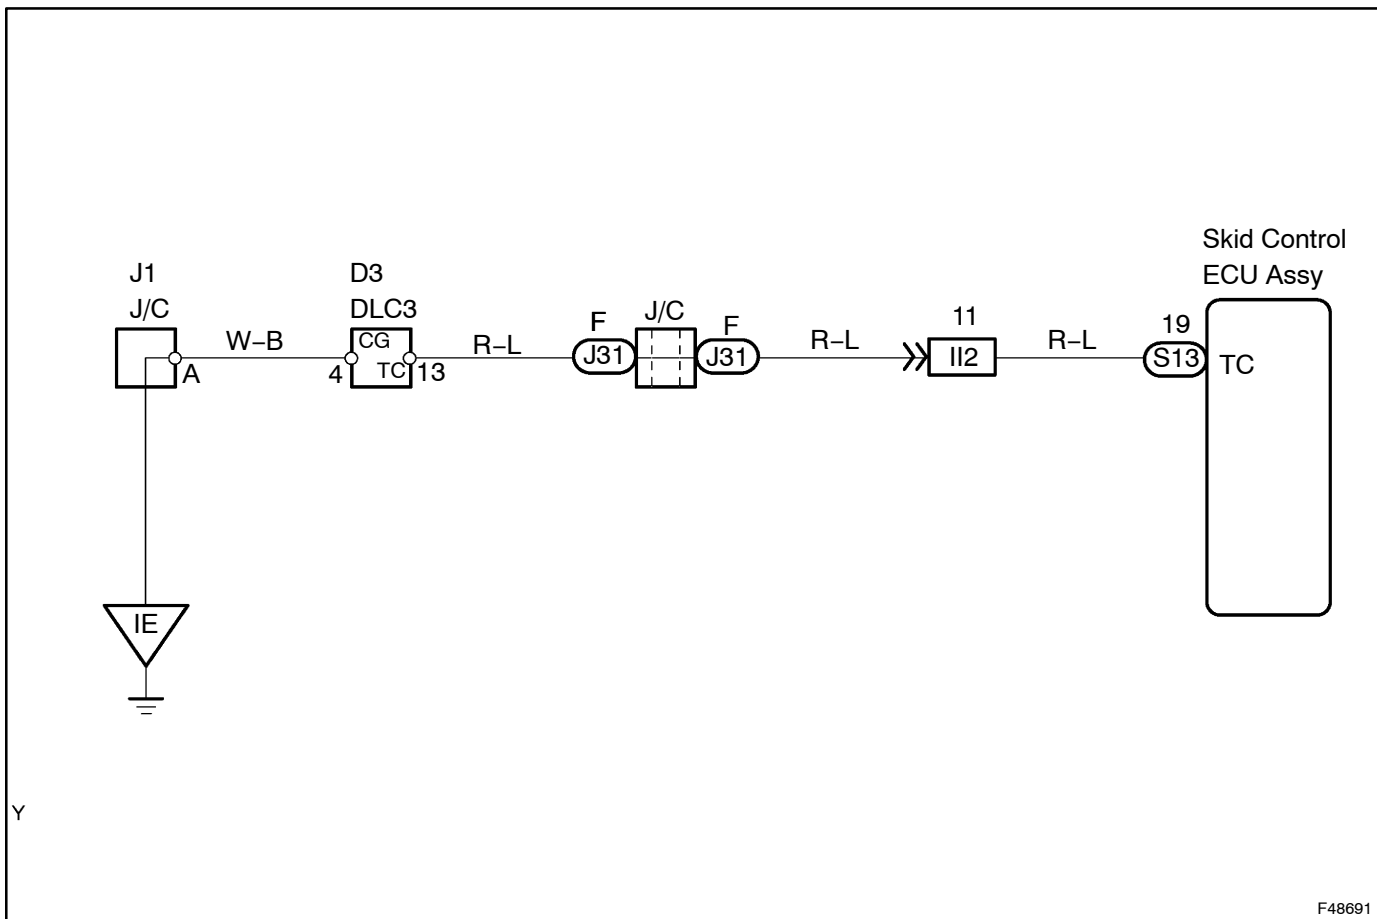 Skid Control
ECU Assy
J1
J/C
D3
DLC3
J/C
F
F
11
19
W–B
CG
TC
4
13
A
R–L
J31
J31
R–L
II2
R–L
S13
TC
IE
Y
F48691